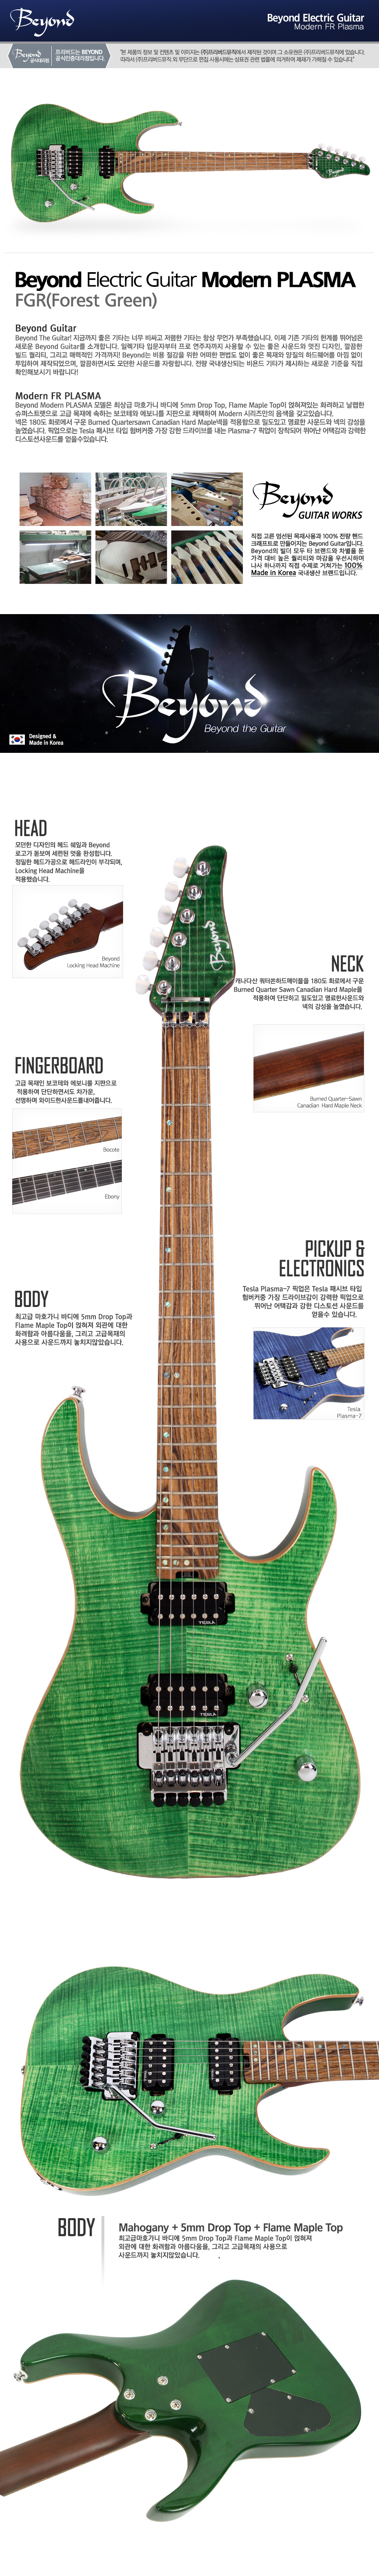 Beyond
Beyond Electric Guitar
Modern FR Plasma
Beyond
공식대리점
프리버드는 BEYOND
공식인증대리점입니다.
"본 제품의 정보 및 컨텐츠 및 이미지는 (주)프리버드뮤직에서 제작된 것이며 그 소유권은 (주)프리버드뮤직에 있습니다.
따라서 (주)프리버드뮤직 외 무단으로 편집 사용시에는 상표권 관련 법률에 의거하여 제재가 가해질 수 있습니다."
Beyond
Beyond Electric Guitar Modern PLASMA
FGR(Forest Green)
Beyond Guitar
Beyond The Guitar! 지금까지 좋은 기타는 너무 비싸고 저렴한 기타는 항상 무언가 부족했습니다. 이제 기존 기타의 한계를 뛰어넘은
새로운 Beyond Guitar를 소개합니다. 일렉기타 입문자부터 프로 연주자까지 사용할 수 있는 좋은 사운드와 멋진 디자인, 깔끔한
빌드 퀄리티, 그리고 매력적인 가격까지! Beyond는 비용 절감을 위한 어떠한 편법도 없이 좋은 목재와 양질의 하드웨어를 아낌 없이
투입하여 제작되었으며, 깔끔하면서도 모던한 사운드를 자랑합니다. 전량 국내생산되는 비욘드 기타가 제시하는 새로운 기준을 직접
확인해보시기 바랍니다!
Modern FR PLASMA
Beyond Modern PLASMA 모델은 최상급 마호가니 바디에 5mm Drop Top, Flame Maple Top이 얹혀져있는 화려하고 날렵한
슈퍼스트랫으로 고급 목재에 속하는 보코테와 에보니를 지판으로 채택하여 Modern 시리즈만의 음색을 갖고있습니다.
넥은 180도 화로에서 구운 Burned Quartersawn Canadian Hard Maple넥을 적용함으로 밀도있고 명료한 사운드와 넥의 강성을
높였습니다. 픽업으로는 Tesla 패시브 타입 험버커중 가장 강한 드라이브를 내는 Plasma-7 픽업이 장착되어 뛰어난 어택감과 강력한
디스토션사운드를 얻을수있습니다.
Beyond
GUITAR WORKS
직접 고른 엄선된 목재사용과 100% 전량 핸드
크래프트로 만들어지는 Beyond Guitar입니다.
Beyond의 빌더 모두 타 브랜드와 차별을 둔
가격 대비 높은 퀄리티와 마감을 우선시하며
나사 하나까지 직접 수제로 거쳐가는 100%
Made in Korea 국내생산 브랜드입니다.
Beyond
Beyond the Guitar
Designed &
Made in Korea
HEAD
모던한 디자인의 헤드 쉐입과 Beyond
로고가 돋보여 세련된 멋을 완성합니다.
정밀한 헤드가공으로 헤드라인이 부각되며,
Locking Head Machine을
적용했습니다.
Beyond
Locking Head Machine
Beyond
NECK
캐나다산 쿼터쏜하드메이플을 180도 화로에서 구운
Burned Quarter Sawn Canadian Hard Maple를
적용하여 단단하고 밀도있고 명료한사운드와
넥의 강성을 높였습니다.
Burned Quarter-Sawn
Canadian Hard Maple Neck
FINGERBOARD
고급 목재인 보코테와 에보니를 지판으로
적용하여 단단하면서도 차가운,
선명하며 와이드한사운드를내어줍니다.
Bocote
Ebony
PICKUP &
ELECTRONICS
Tesla Plasma-7 픽업은 Tesla 패시브 타입
험버커중 가장 드라이브감이 강력한 픽업으로
뛰어난 어택감과 강한 디스토션 사운드를
얻을수 있습니다.
Tesla
Plasma-7
BODY
최고급 마호가니 바디에 5mm Drop Top과
Flame Maple Top이 얹혀져 외관에 대한
화려함과 아름다움을, 그리고 고급목재의
사용으로 사운드까지 놓치지않았습니다.
TESLA
TESLA
BODY
Mahogany + 5mm Drop Top + Flame Maple Top
최고급마호가니 바디에 5mm Drop Top과 Flame Maple Top이 얹혀져
외관에 대한 화려함과 아름다움을, 그리고 고급목재의 사용으로
사운드까지 놓치지않았습니다.